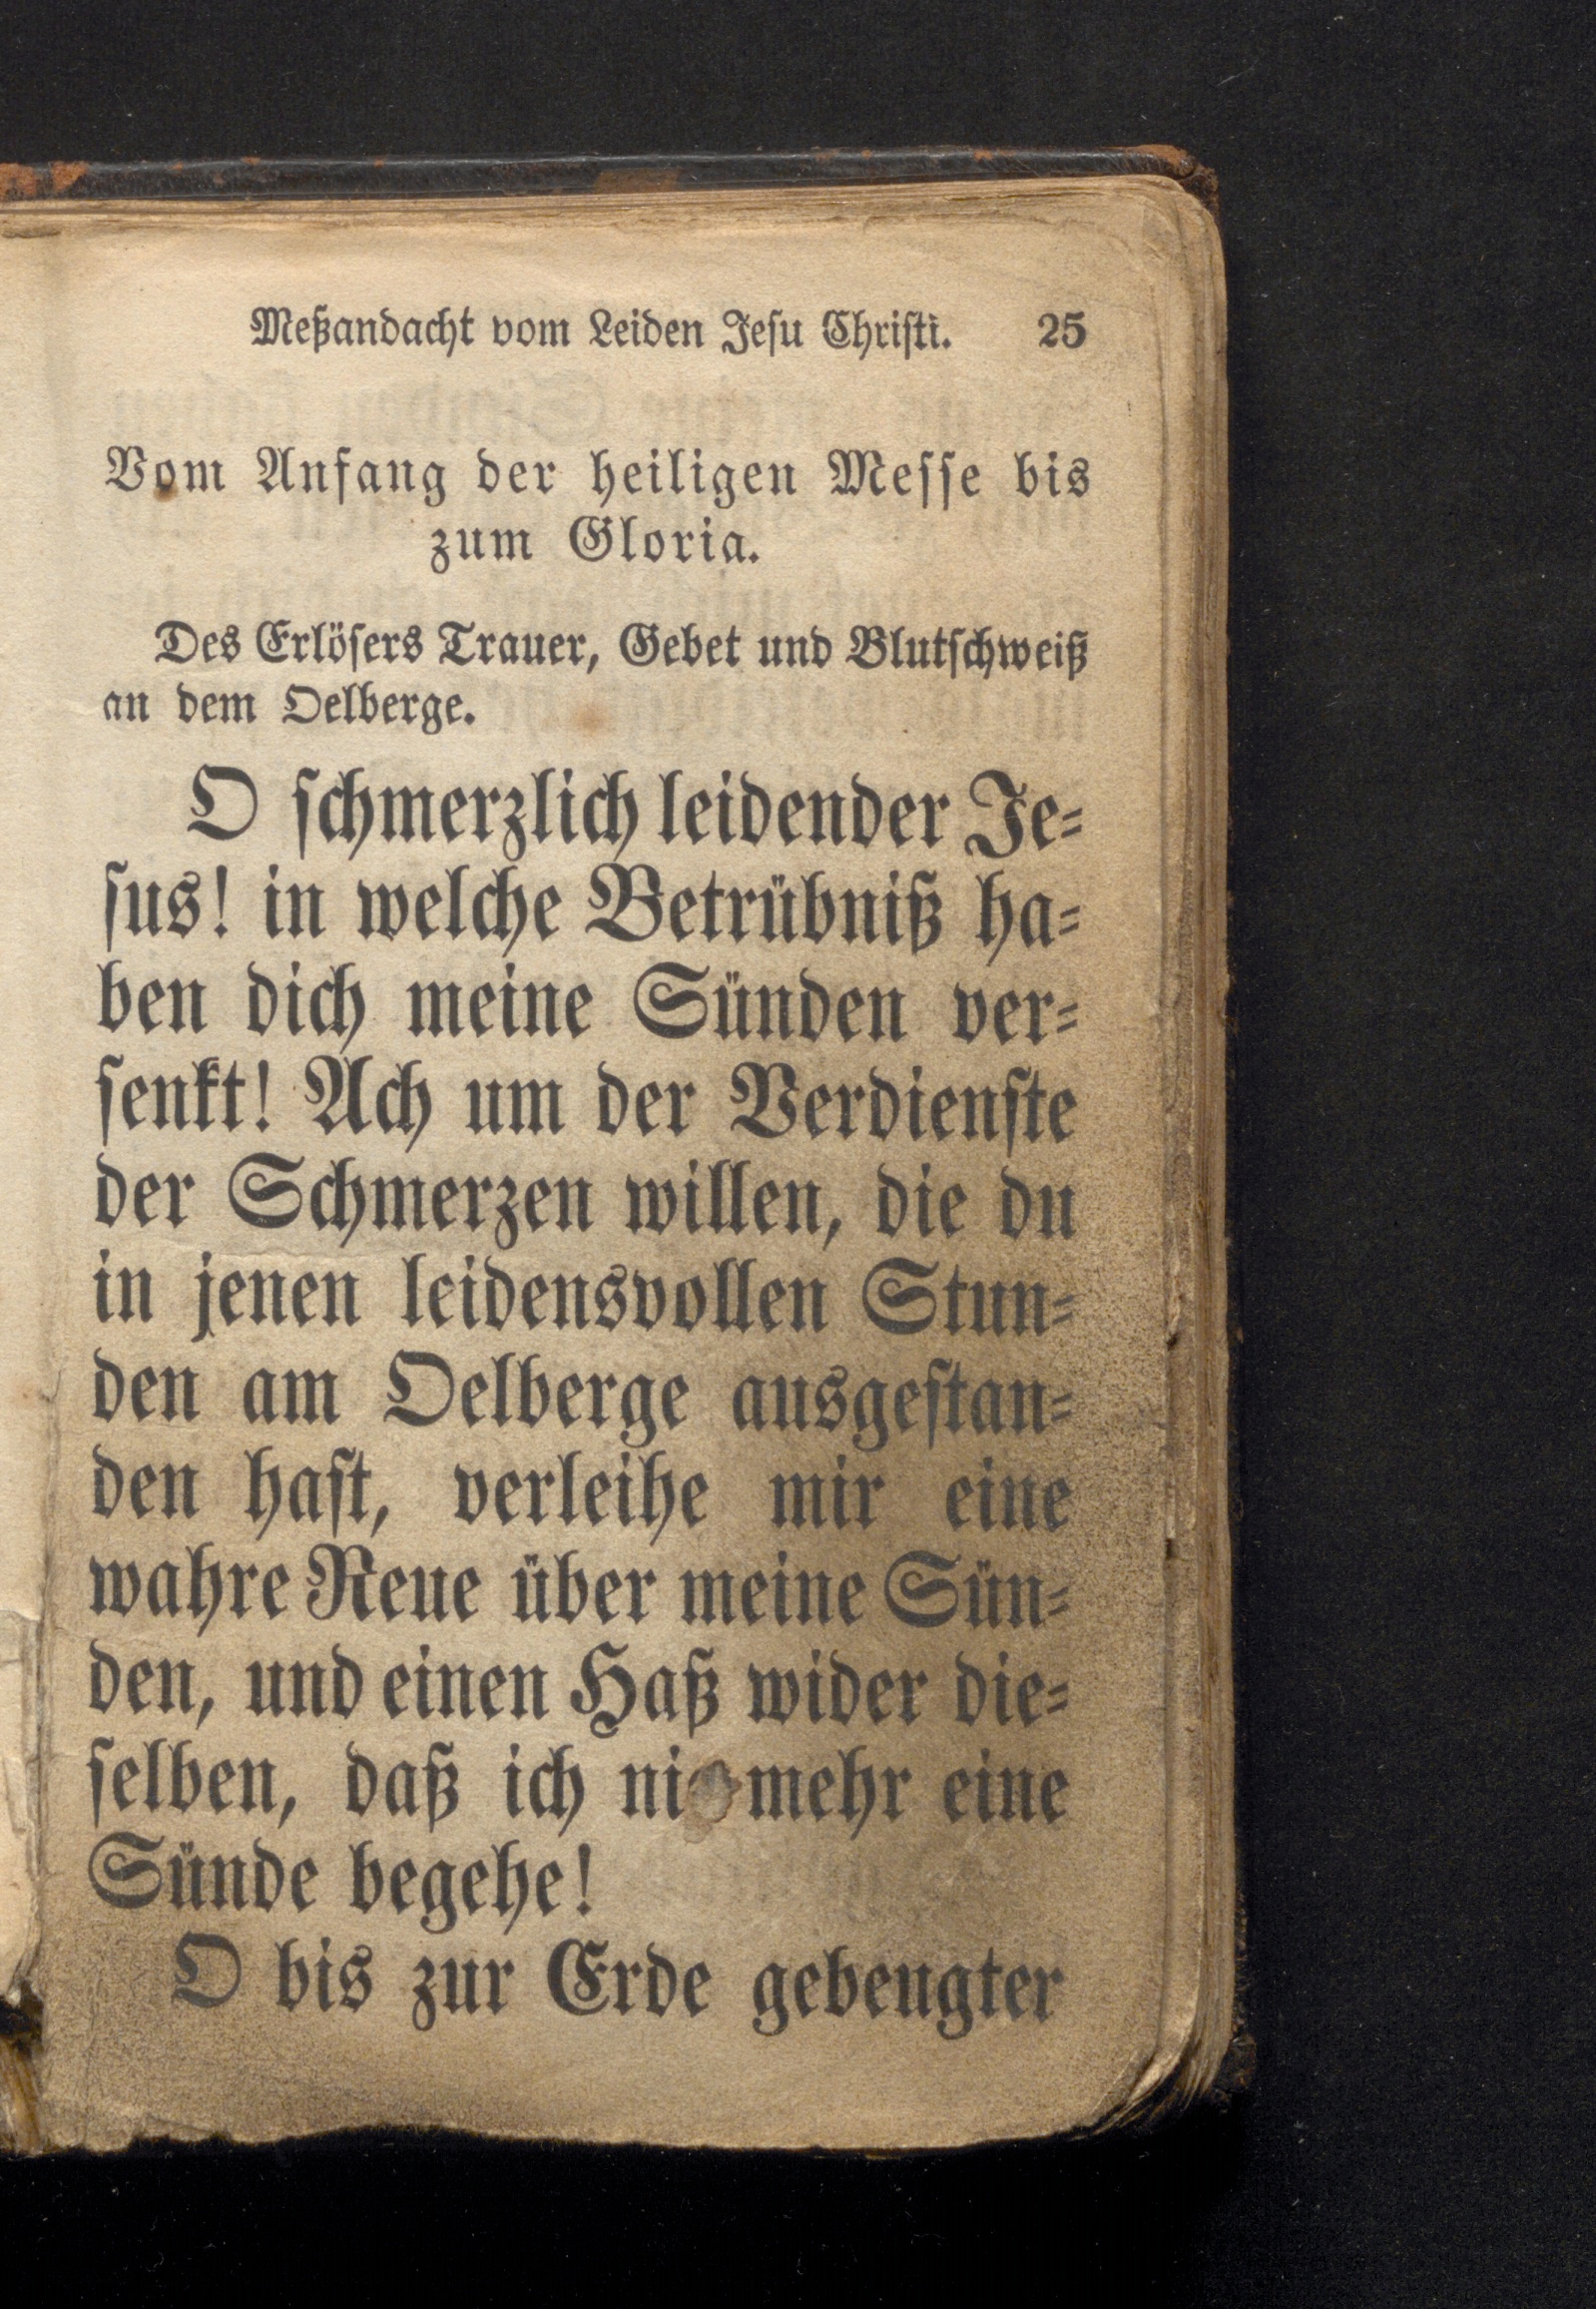 Meßandacht vom Leiden Jesu Christi. 25
Vom Anfang der heiligen Messe bis
zum Gloria.
Des Erlösers Trauer, Gebet und Blutschweiß
an dem Oelberge.
O schmerzlich leidender Je-
sus! in welche Betrübniß ha-
ben dich meine Sünden ver-
senkt! Ach um der Verdienste
der Schmerzen willen, die du
in jenen leidensvollen Stun-
den am Oelberge ausgestan-
den hast, verleihe mir eine
wahre Reue über meine Sün-
den, und einen Haß wider die-
selben, daß ich mehr eine
Sünde begehe!
O bis zur Erde gebeugter